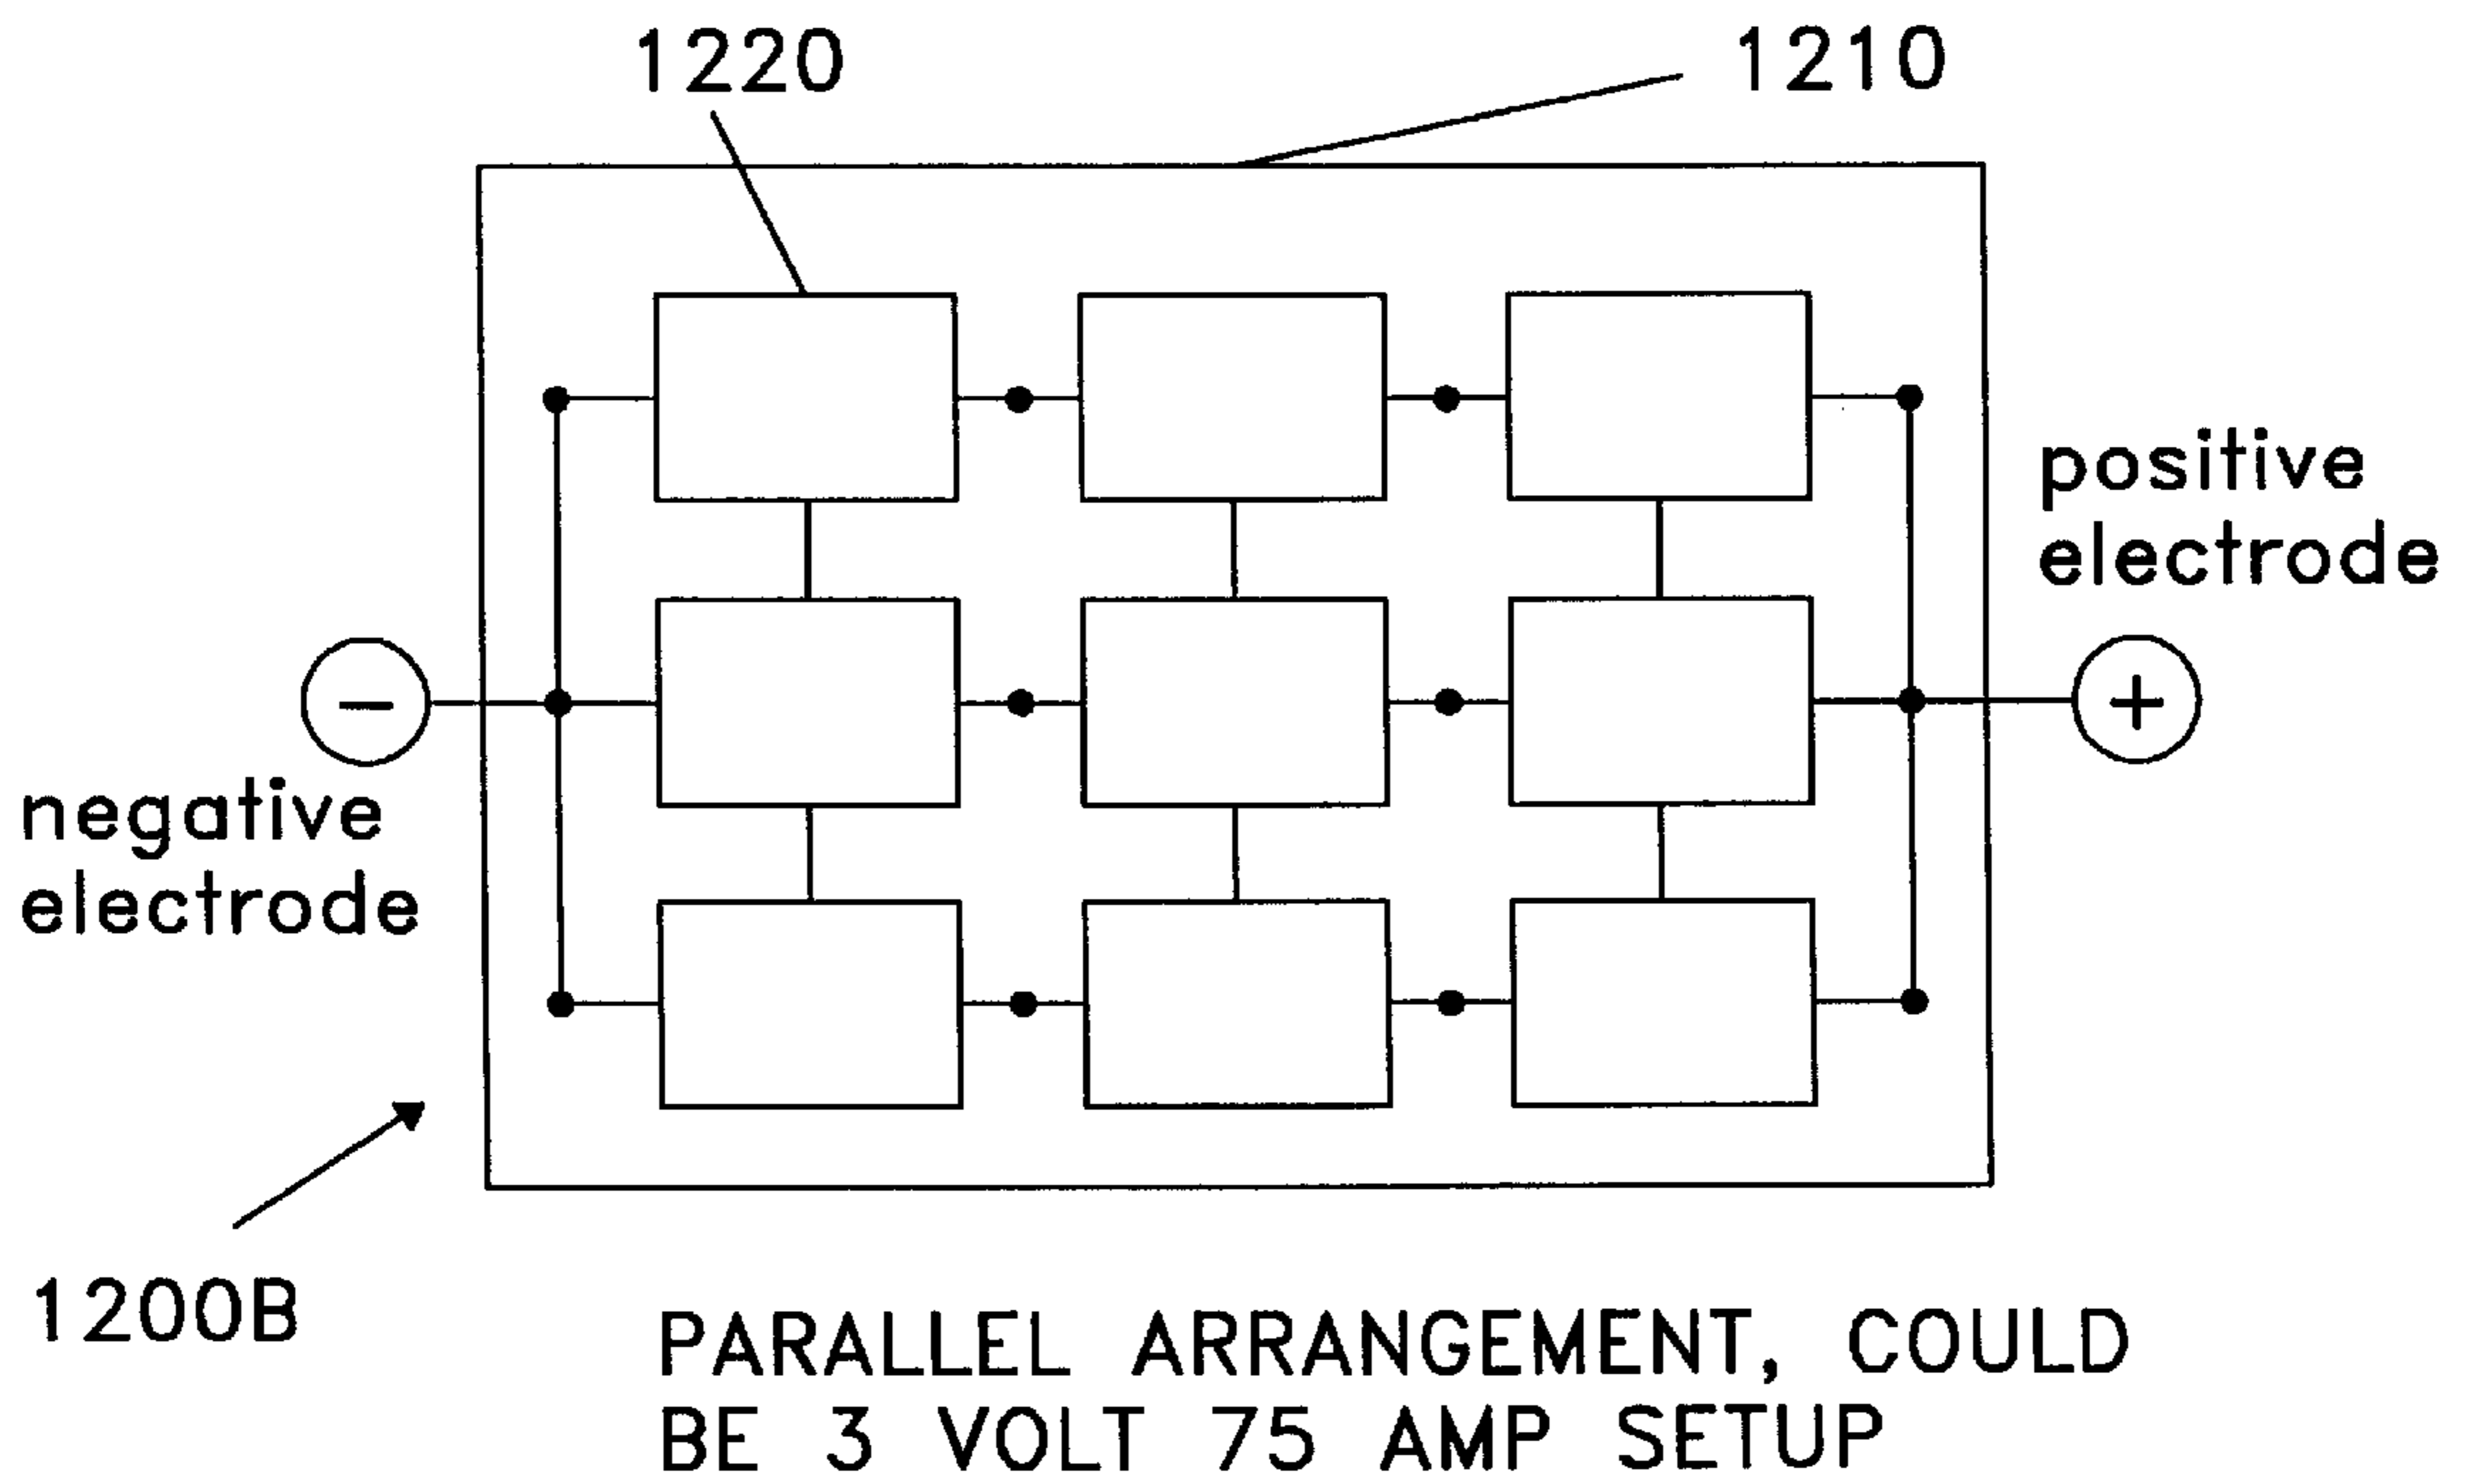 1220
1210
positive
electrode
−
+
negative
electrode
1200B
PARALLEL ARRANGEMENT, COULD
BE 3 VOLT 75 AMP SETUP